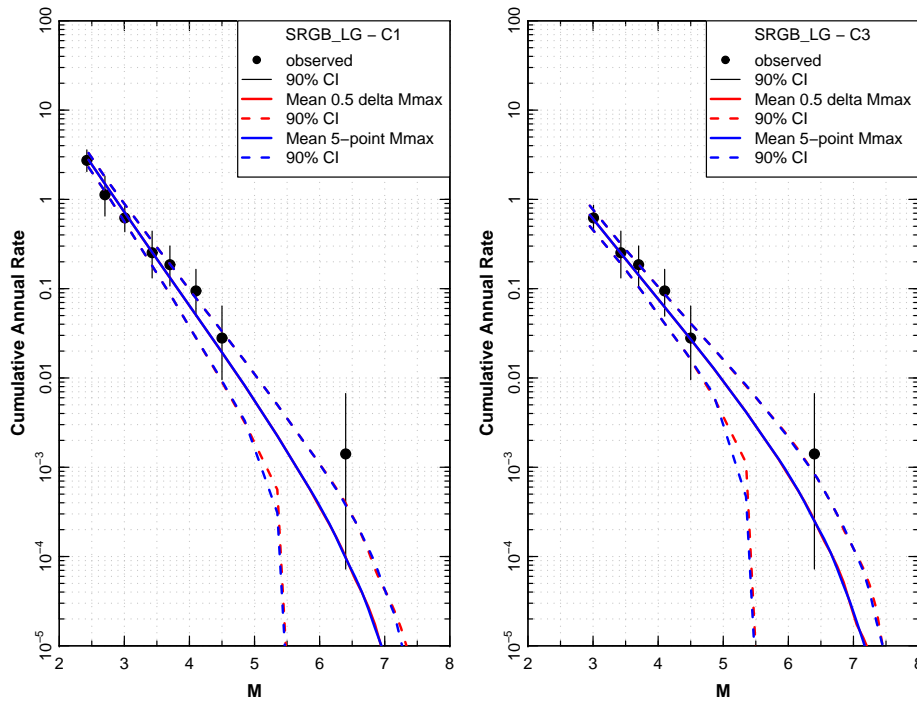 SRGB_LG − C1
observed
90% CI
Mean 0.5 delta Mmax
90% CI
Mean 5−point Mmax
90% CI
100
10
1
0.1
0.01
10−3
10−4
10−5
Cumulative Annual Rate
2 3 4 5 6 7 8
M
SRGB_LG − C3
observed
90% CI
Mean 0.5 delta Mmax
90% CI
Mean 5−point Mmax
90% CI
100
10
1
0.1
0.01
10−3
10−4
10−5
Cumulative Annual Rate
2 3 4 5 6 7 8
M